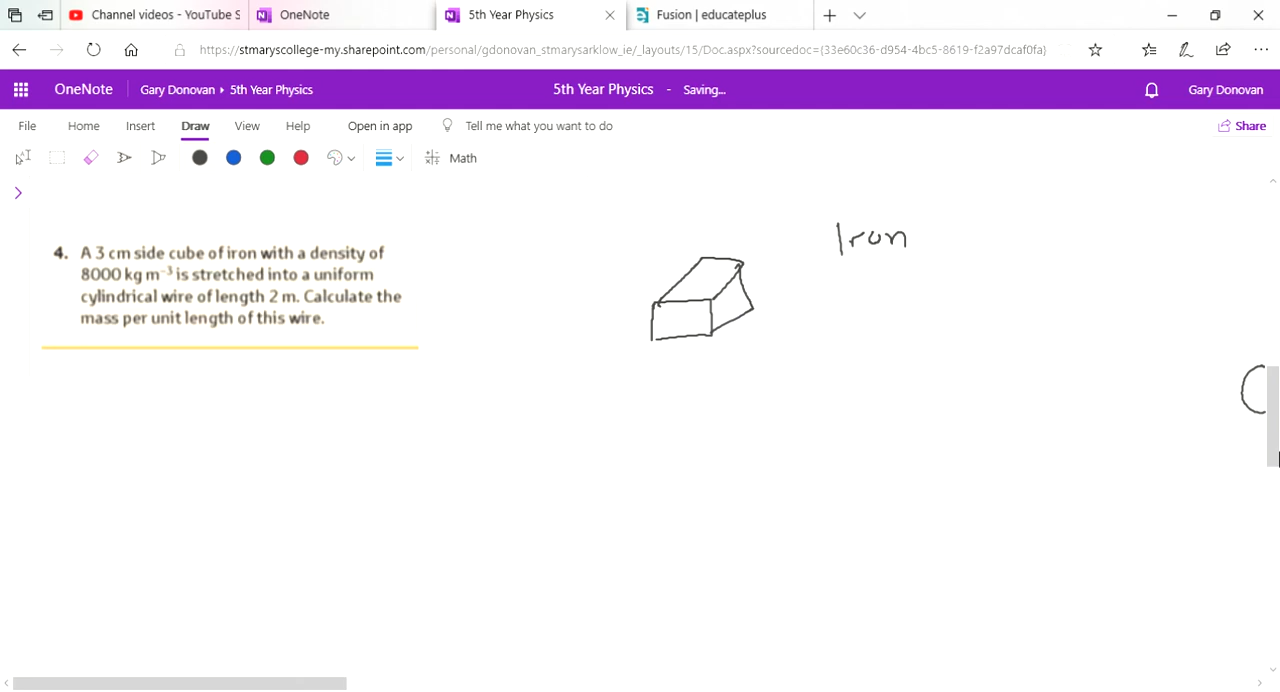 Channel videos - YouTube S
OneNote
5th Year Physics
Fusion | educateplus
https://stmaryscollege-my.sharepoint.com/personal/gdonovan_stmarysarklow_ie/_layouts/15/Doc.aspx?sourcedoc={33e60c36-d954-4bc5-8619-f2a97dcaf0fa}
OneNote
Gary Donovan ▸ 5th Year Physics
5th Year Physics - Saving...
Gary Donovan
File Home Insert Draw View Help Open in app Tell me what you want to do
Share
Math
4. A 3 cm side cube of iron with a density of
8000 kg m⁻³ is stretched into a uniform
cylindrical wire of length 2 m. Calculate the
mass per unit length of this wire.
Iron